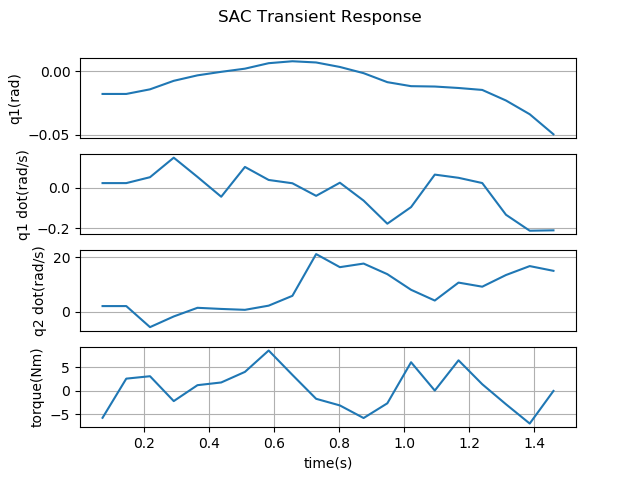 SAC Transient Response
q1(rad)
0.00
−0.05
q1 dot(rad/s)
0.0
−0.2
q2 dot(rad/s)
20
0
torque(Nm)
5
0
−5
0.2 0.4 0.6 0.8 1.0 1.2 1.4
time(s)